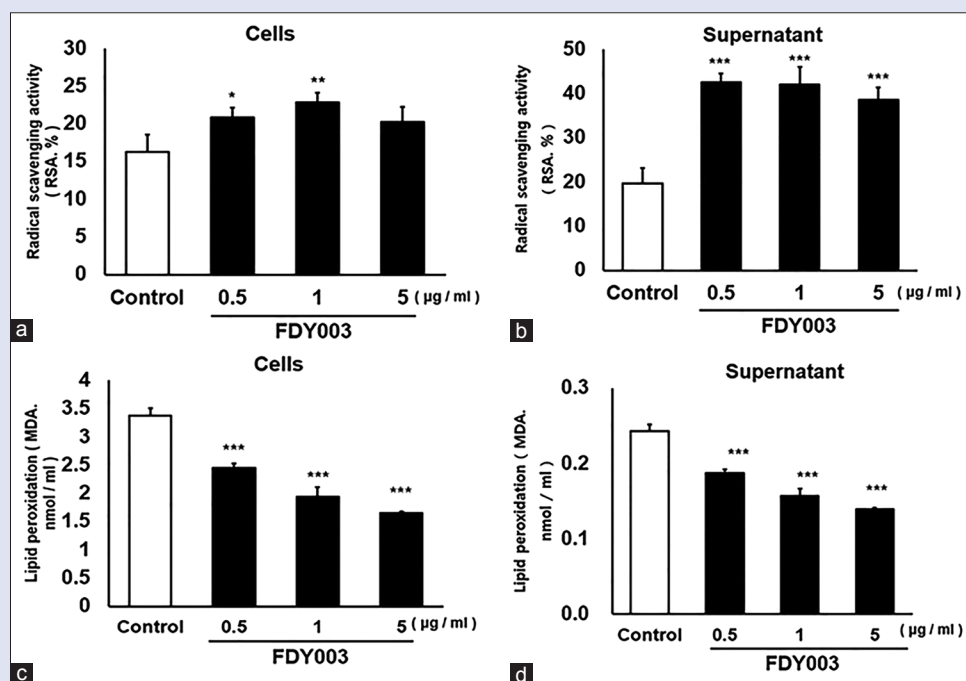 Cells
Radical scavenging activity
( RSA. % )
30
25
20
15
10
5
0
*
**
Control
0.5
1
5 ( μg / ml )
FDY003
a
Supernatant
Radical scavenging activity
( RSA. % )
50
40
30
20
10
0
***
***
***
Control
0.5
1
5 ( μg / ml )
FDY003
b
Cells
Lipid peroxidation ( MDA.
nmol / ml )
4
3.5
3
2.5
2
1.5
1
0.5
0
***
***
***
Control
0.5
1
5 ( μg / ml )
FDY003
c
Supernatant
Lipid peroxidation ( MDA.
nmol / ml )
0.3
0.2
0.1
0.0
***
***
***
Control
0.5
1
5
( μg / ml )
FDY003
d